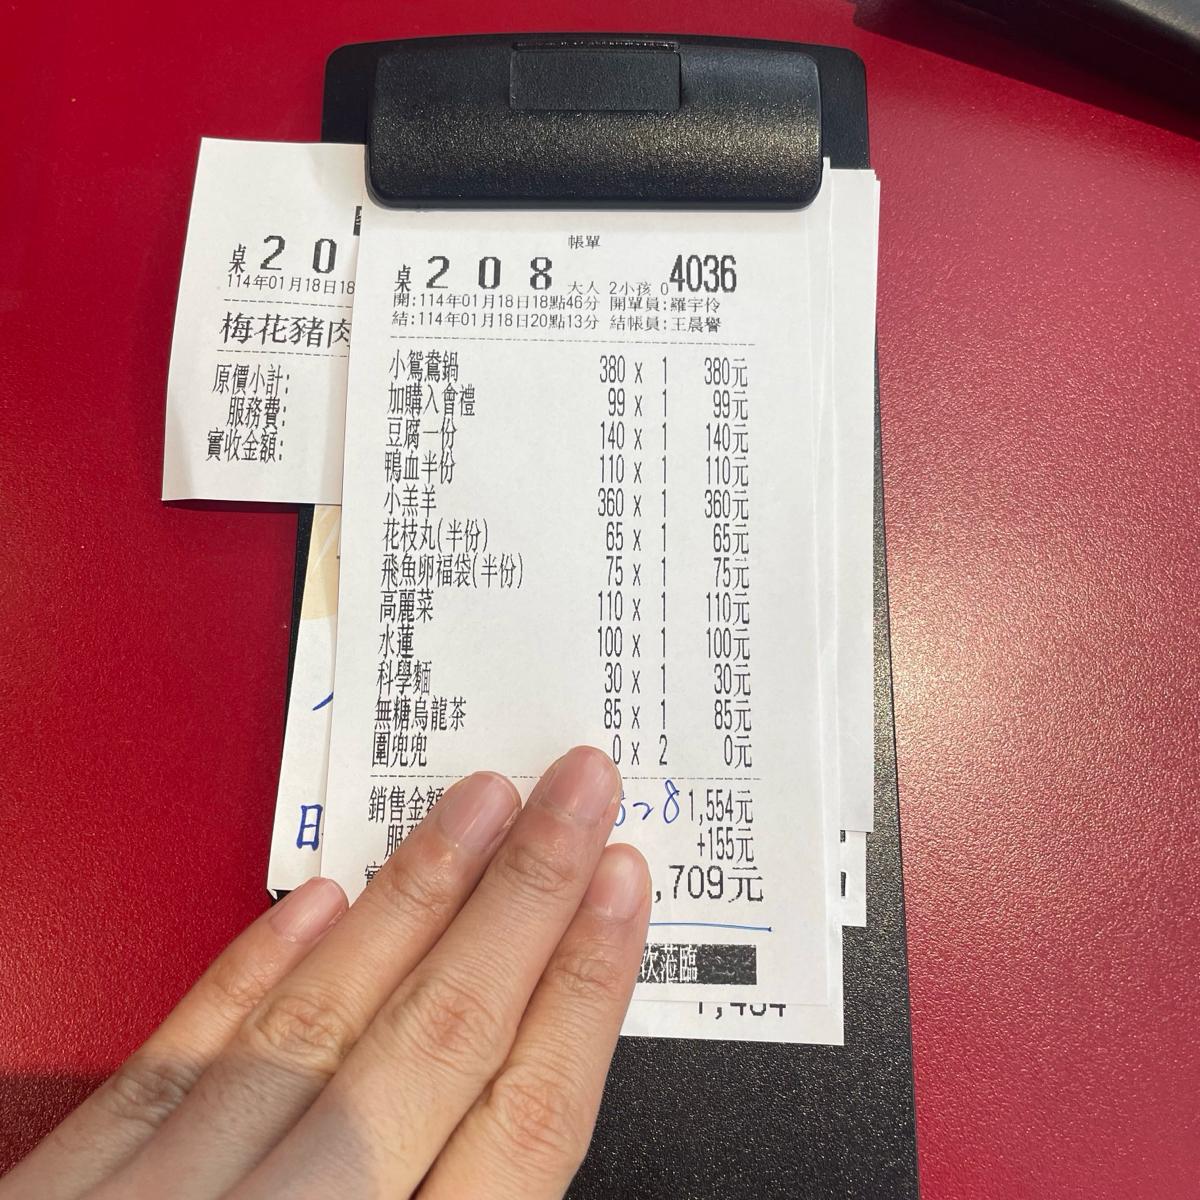 桌 2 0
114年01月18日18
梅花豬肉
原價小計:
服務費:
實收金額:
帳單
桌 2 0 8 大人 2小孩 0 4036
開:114年01月18日18點46分 開單員:羅宇伶
結:114年01月18日20點13分 結帳員:王晨譽
小鴛鴦鍋 380 x 1 380元
加購入會禮 99 x 1 99元
豆腐一份 140 x 1 140元
鴨血半份 110 x 1 110元
小羔羊 360 x 1 360元
花枝丸(半份) 65 x 1 65元
飛魚卵福袋(半份) 75 x 1 75元
高麗菜 110 x 1 110元
水蓮 100 x 1 100元
科學麵 30 x 1 30元
無糖烏龍茶 85 x 1 85元
圍兜兜 0 x 2 0元
銷售金額 528 1,554元
服 +155元
實 ,709元
次蒞臨
1,434